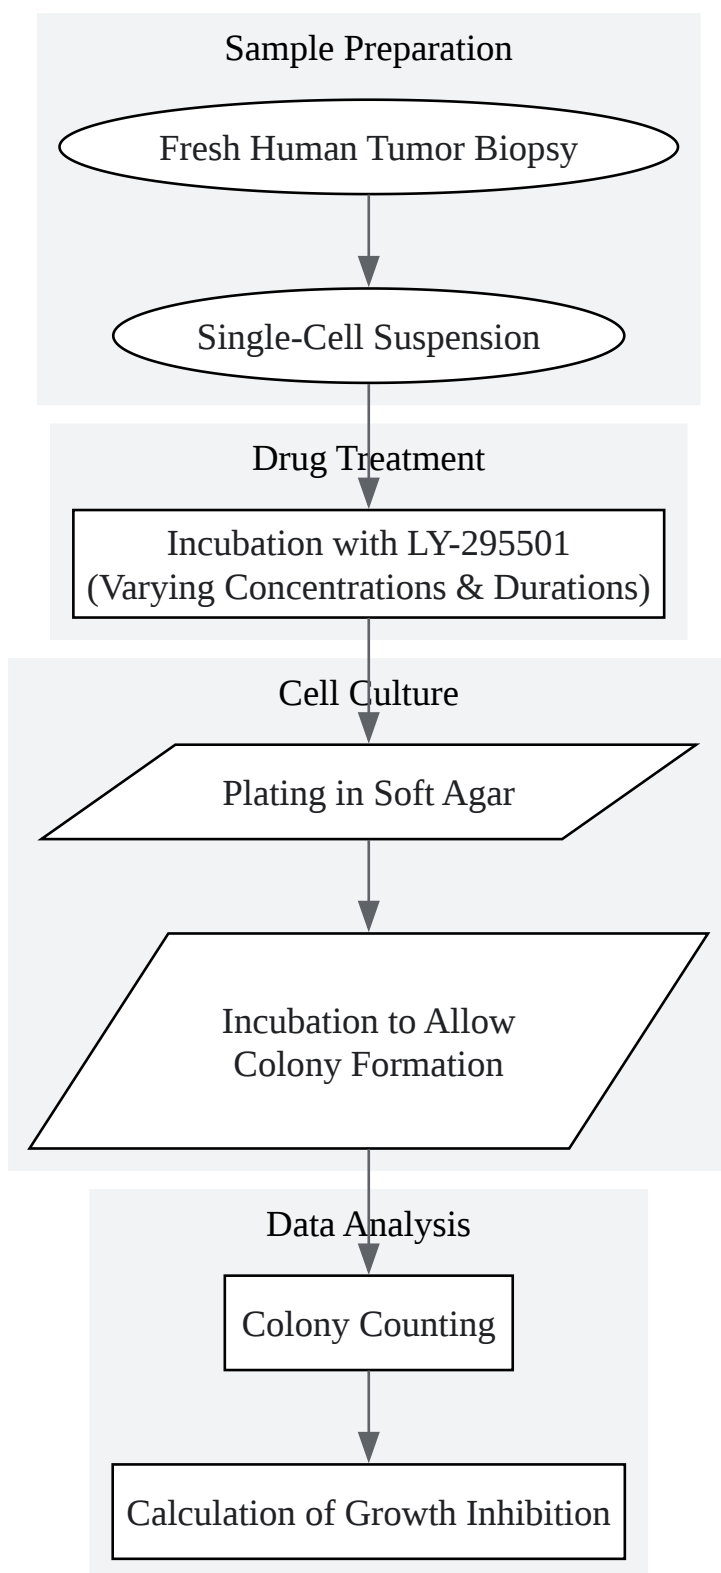 Sample Preparation
Fresh Human Tumor Biopsy
Single-Cell Suspension
Drug Treatment
Incubation with LY-295501
(Varying Concentrations & Durations)
Cell Culture
Plating in Soft Agar
Incubation to Allow
Colony Formation
Data Analysis
Colony Counting
Calculation of Growth Inhibition